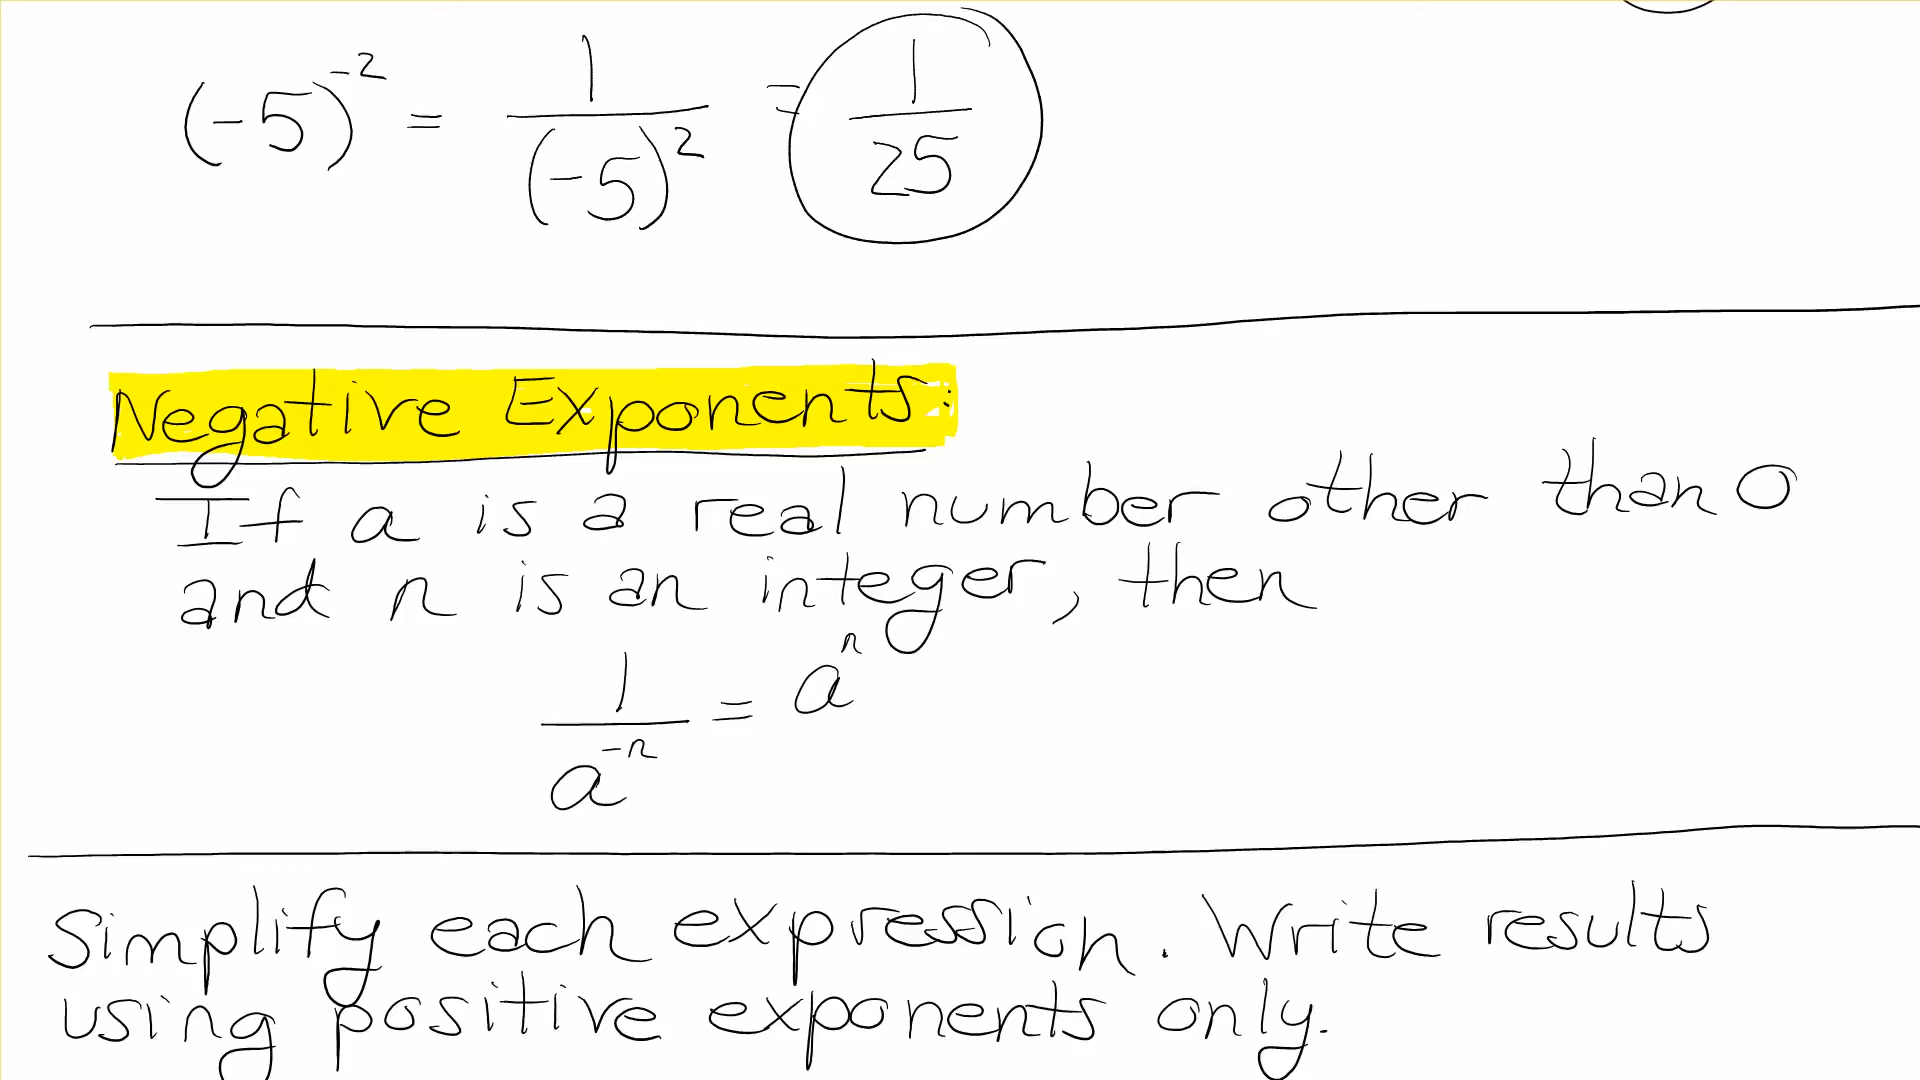 (-5)^-2 = 1/(-5)^2 = 1/25
Negative Exponents:
If a is a real number other than 0
and n is an integer, then
1/a^-n = a^n
Simplify each expression. Write results
using positive exponents only.